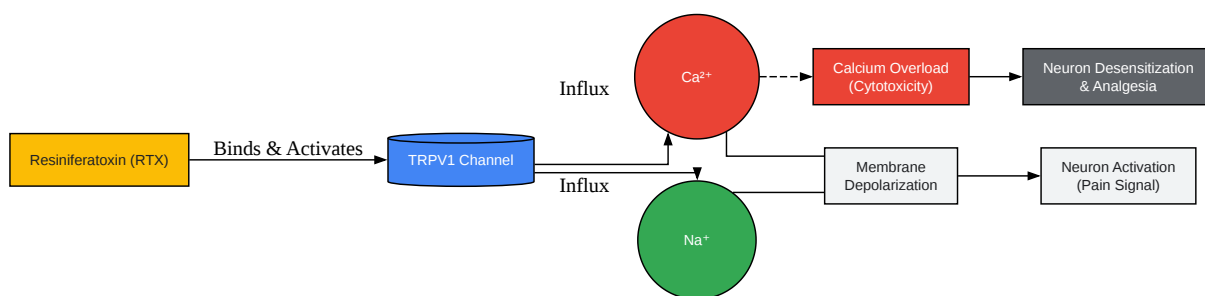 Resiniferatoxin (RTX)
Binds & Activates
TRPV1 Channel
Influx
Influx
Ca²⁺
Na⁺
Calcium Overload
(Cytotoxicity)
Neuron Desensitization
& Analgesia
Membrane
Depolarization
Neuron Activation
(Pain Signal)